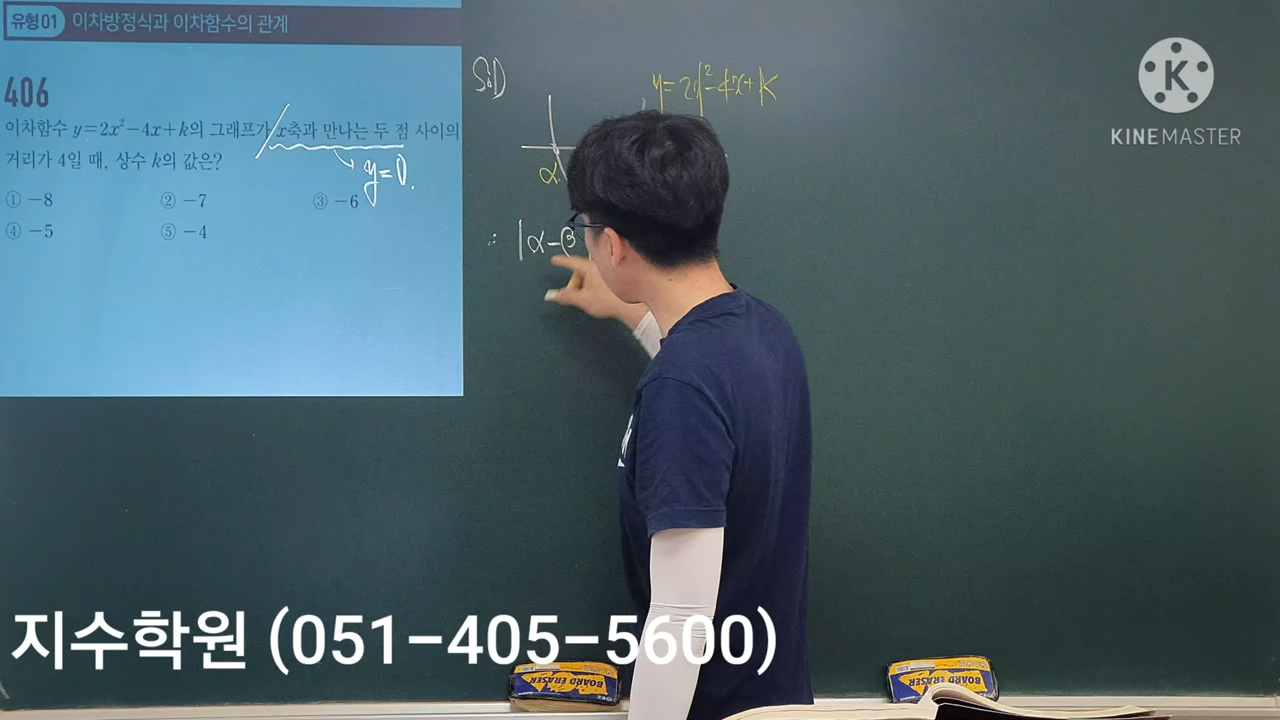 유형 01 이차방정식과 이차함수의 관계
406
이차함수 y=2x²-4x+k의 그래프가 x축과 만나는 두 점 사이의
거리가 4일 때, 상수 k의 값은?
y=0.
① -8 ② -7 ③ -6
④ -5 ⑤ -4
Sol)
y=2x²-4x+k
α
∴ |α-β
K
KINEMASTER
지수학원 (051-405-5600)
BOARD ERASER
BOARD ERASER